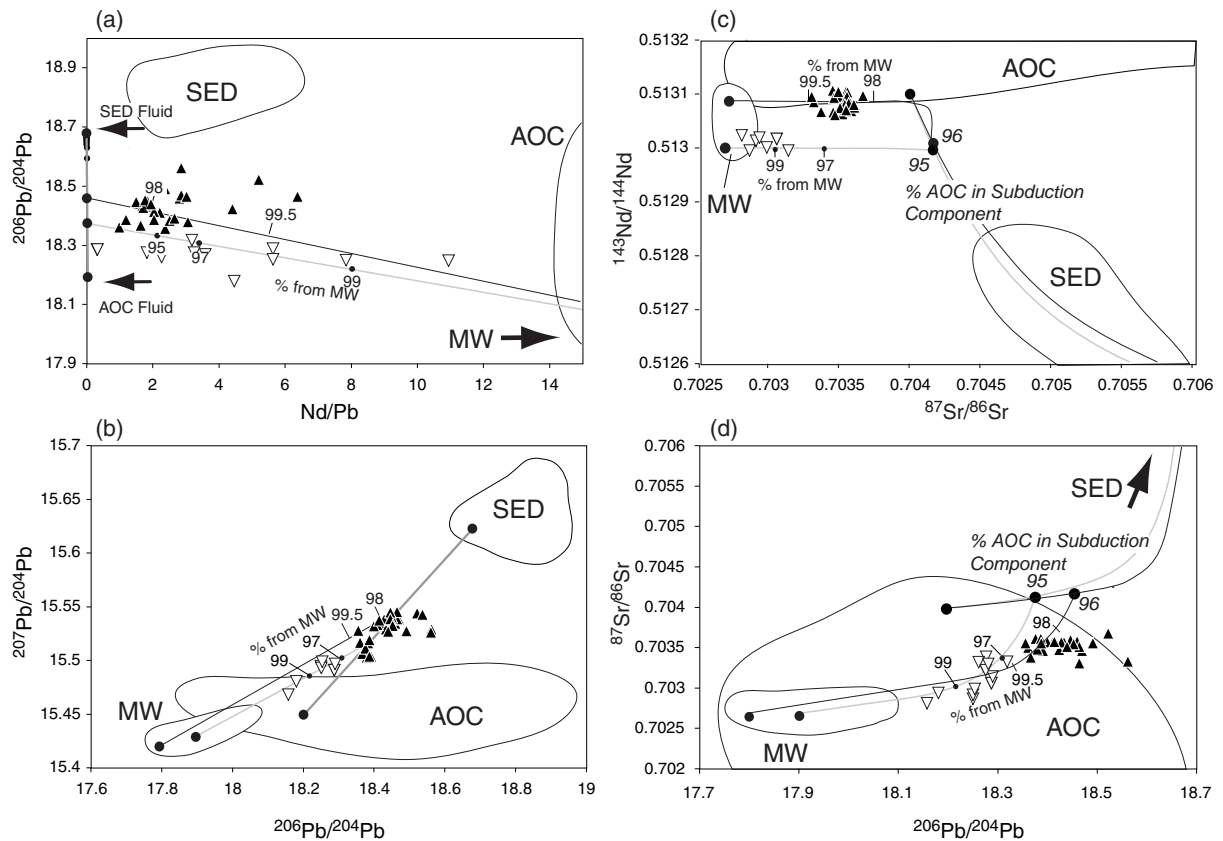 (a)
18.9
18.7
18.5
18.3
18.1
17.9
206Pb/204Pb
SED Fluid
AOC Fluid
SED
AOC
MW
98
99.5
95
97
99
% from MW
0
2
4
6
8
10
12
14
Nd/Pb
(c)
0.5132
0.5131
0.513
0.5129
0.5128
0.5127
0.5126
143Nd/144Nd
% from MW
99.5
98
AOC
96
95
99
97
% from MW
MW
% AOC in Subduction
Component
SED
0.7025
0.703
0.7035
0.704
0.7045
0.705
0.7055
0.706
87Sr/86Sr
(b)
15.7
15.65
15.6
15.55
15.5
15.45
15.4
207Pb/204Pb
SED
98
99.5
% from MW
97
99
MW
AOC
17.6
17.8
18
18.2
18.4
18.6
18.8
19
206Pb/204Pb
(d)
0.706
0.7055
0.705
0.7045
0.704
0.7035
0.703
0.7025
0.702
87Sr/86Sr
SED
% AOC in Subduction
Component
95
96
98
97
99.5
99
% from MW
MW
AOC
17.7
17.9
18.1
18.3
18.5
18.7
206Pb/204Pb